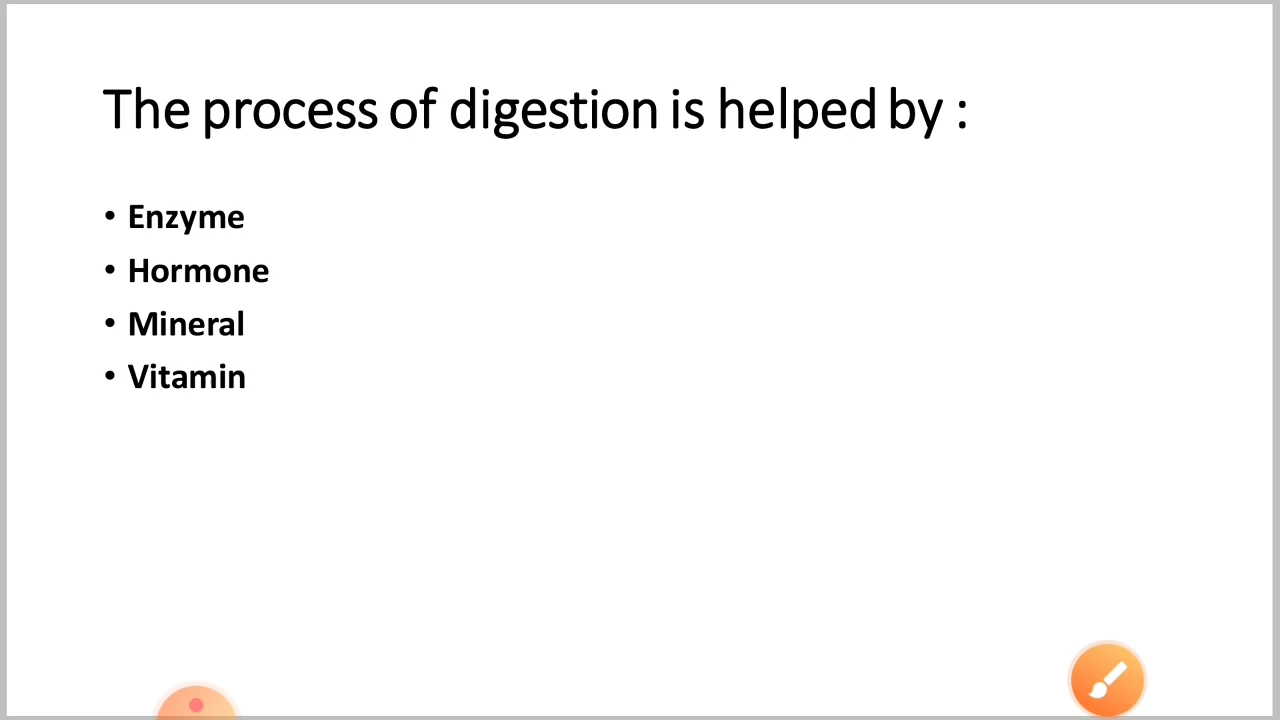 The process of digestion is helped by :
• Enzyme
• Hormone
• Mineral
• Vitamin